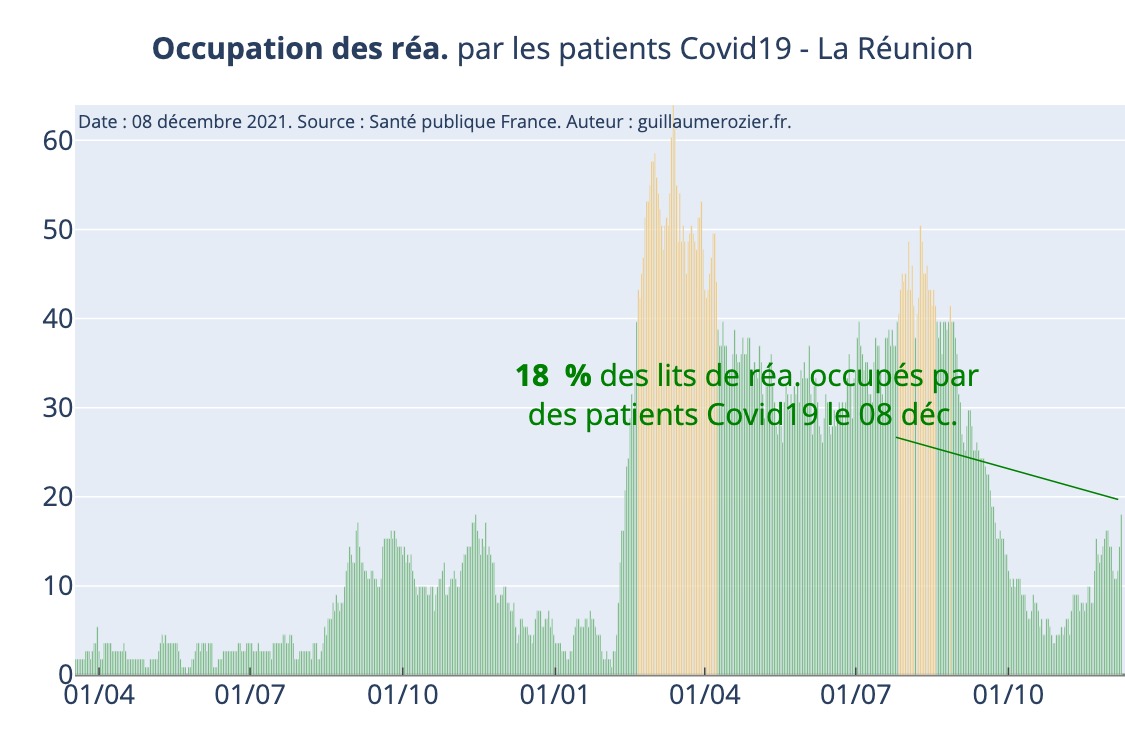 Occupation des réa. par les patients Covid19 - La Réunion
Date : 08 décembre 2021. Source : Santé publique France. Auteur : guillaumerozier.fr.
60
50
40
18  % des lits de réa. occupés par
des patients Covid19 le 08 déc.
30
20
10
0
01/04 01/07 01/10 01/01 01/04 01/07 01/10